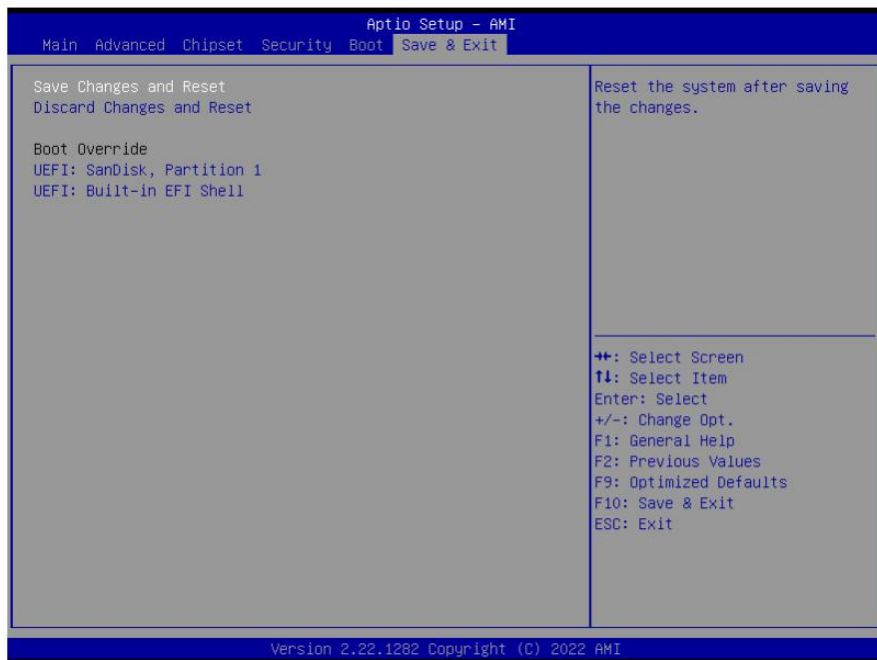 Aptio Setup - AMI
Main Advanced Chipset Security Boot Save & Exit
Save Changes and Reset
Discard Changes and Reset
Boot Override
UEFI: SanDisk, Partition 1
UEFI: Built-in EFI Shell
Reset the system after saving
the changes.
→←: Select Screen
↑↓: Select Item
Enter: Select
+/-: Change Opt.
F1: General Help
F2: Previous Values
F9: Optimized Defaults
F10: Save & Exit
ESC: Exit
Version 2.22.1282 Copyright (C) 2022 AMI